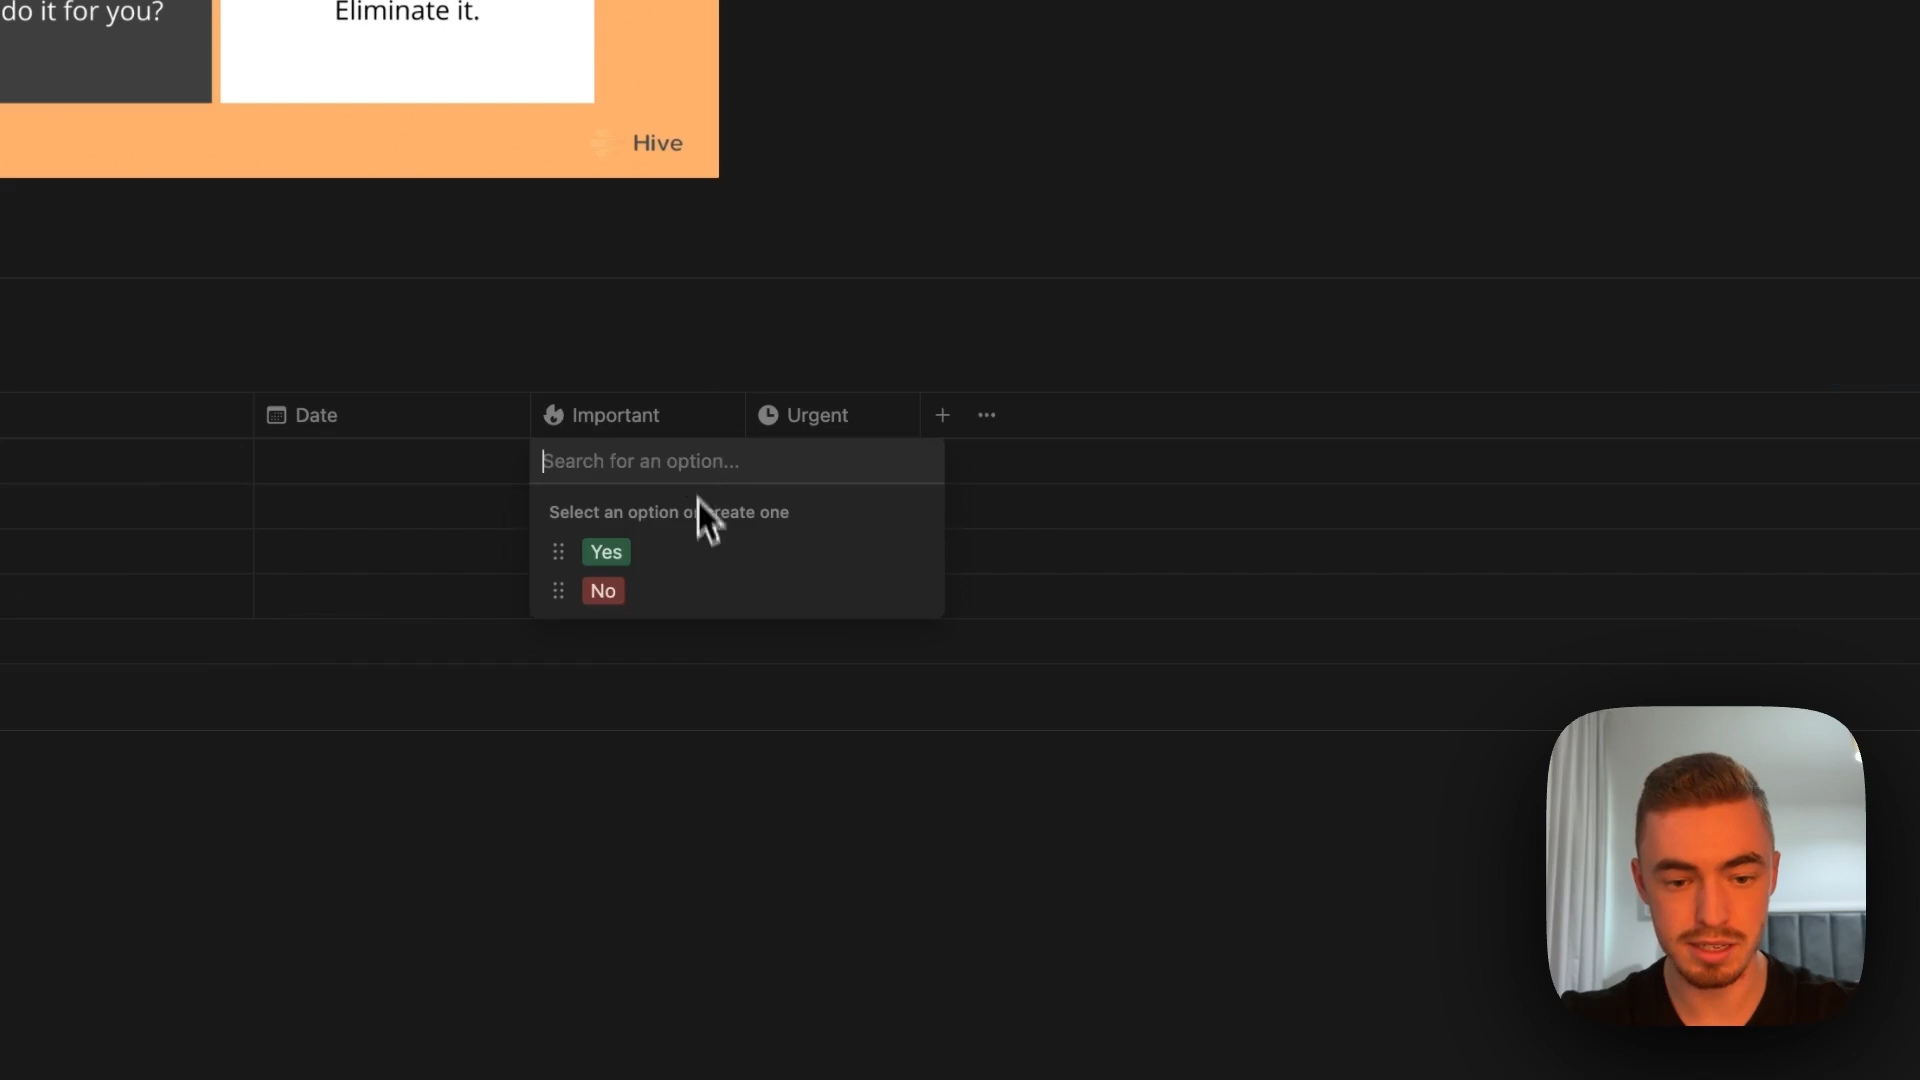 do it for you?
Eliminate it.
Hive
Date
Important
Urgent
Search for an option...
Select an option or create one
Yes
No